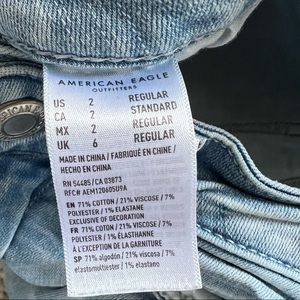 AMERICAN EAGLE
OUTFITTERS
US 2 REGULAR
CA 2 STANDARD
MX 2 REGULAR
UK 6 REGULAR
MADE IN CHINA / FABRIQUÉ EN CHINE /
HECHO EN CHINA
RN 54485/CA 03873
RFC# AEM120605U9A
EN 71% COTTON / 21% VISCOSE / 7%
POLYESTER / 1% ELASTANE
EXCLUSIVE OF DECORATION
FR 71% COTON / 21% VISCOSE / 7%
POLYESTER / 1% ÉLASTHANNE
À L'EXCEPTION DE LA GARNITURE
SP 71% algodón / 21% viscosa / 7%
elastomultiester / 1% elastano